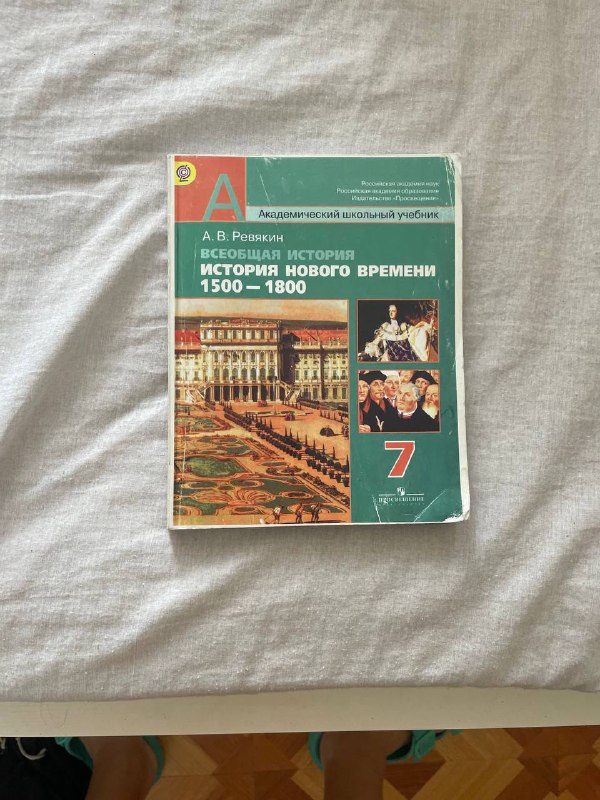 Российская академия наук
Российская академия образования
Издательство «Просвещение»
А
Академический школьный учебник
А. В. Ревякин
ВСЕОБЩАЯ ИСТОРИЯ
ИСТОРИЯ НОВОГО ВРЕМЕНИ
1500 — 1800
7
ПРОСВЕЩЕНИЕ